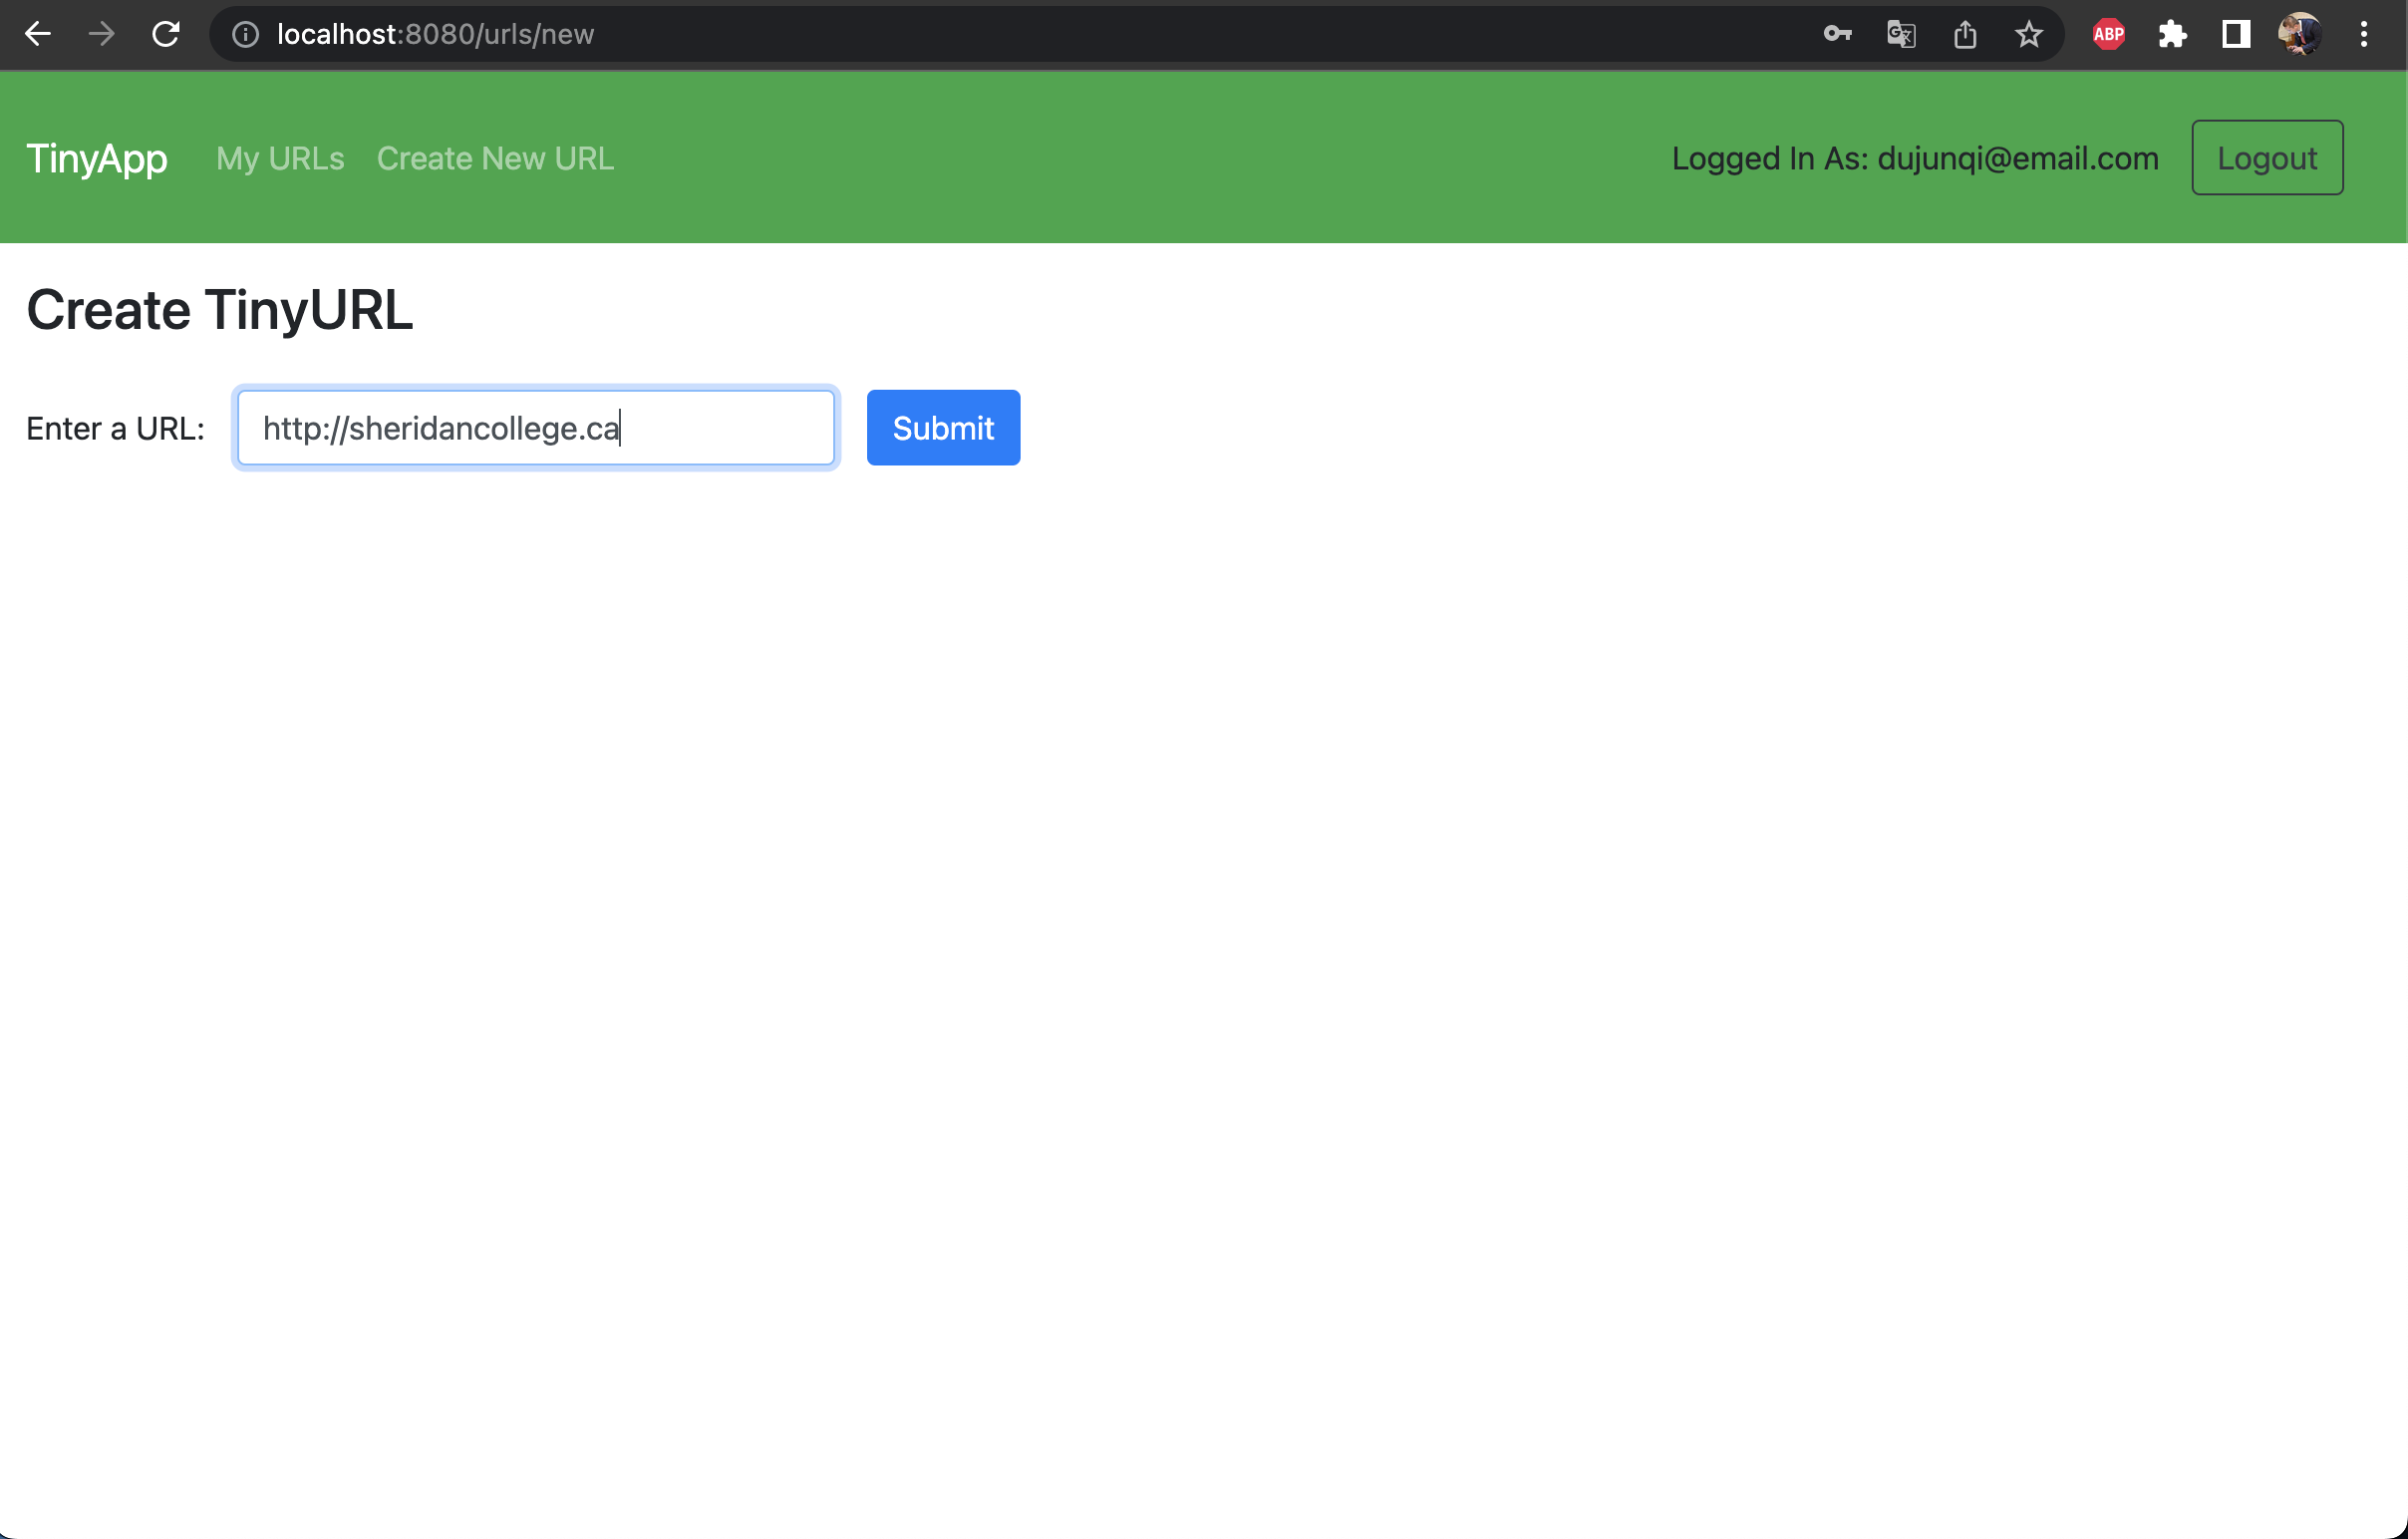 localhost:8080/urls/new
ABP
TinyApp My URLs Create New URL Logged In As: dujunqi@email.com Logout
Create TinyURL
Enter a URL: http://sheridancollege.ca Submit